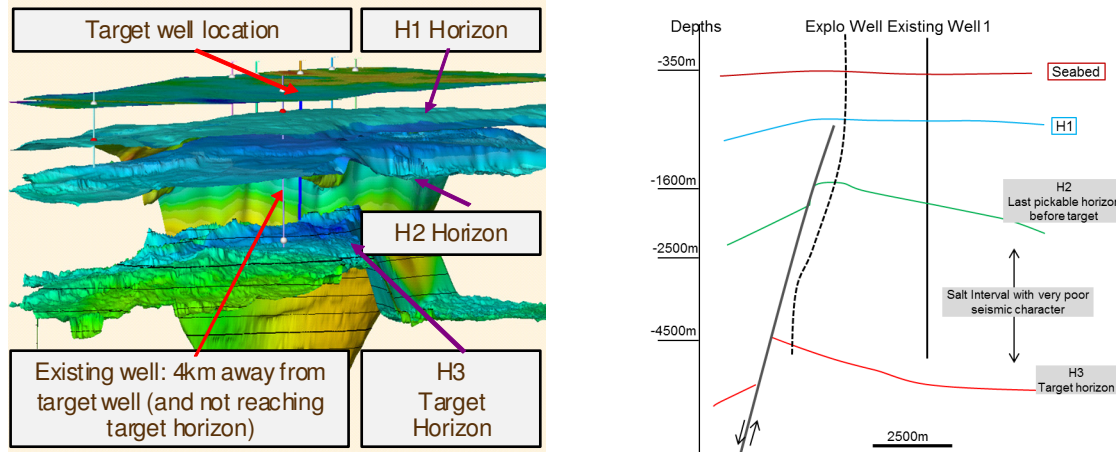 Target well location
H1 Horizon
H2 Horizon
Existing well: 4km away from
target well (and not reaching
target horizon)
H3
Target
Horizon
Depths
Explo Well Existing Well 1
-350m
Seabed
H1
-1600m
H2
Last pickable horizon
before target
-2500m
Salt Interval with very poor
seismic character
-4500m
H3
Target horizon
2500m